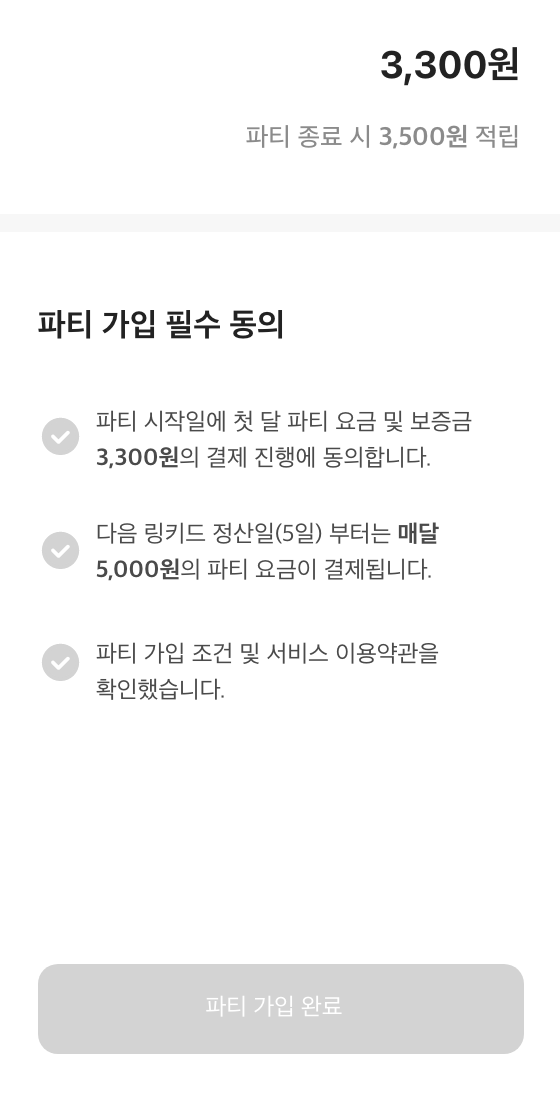 3,300원
파티 종료 시 3,500원 적립
파티 가입 필수 동의
파티 시작일에 첫 달 파티 요금 및 보증금
3,300원의 결제 진행에 동의합니다.
다음 링키드 정산일(5일) 부터는 매달
5,000원의 파티 요금이 결제됩니다.
파티 가입 조건 및 서비스 이용약관을
확인했습니다.
파티 가입 완료